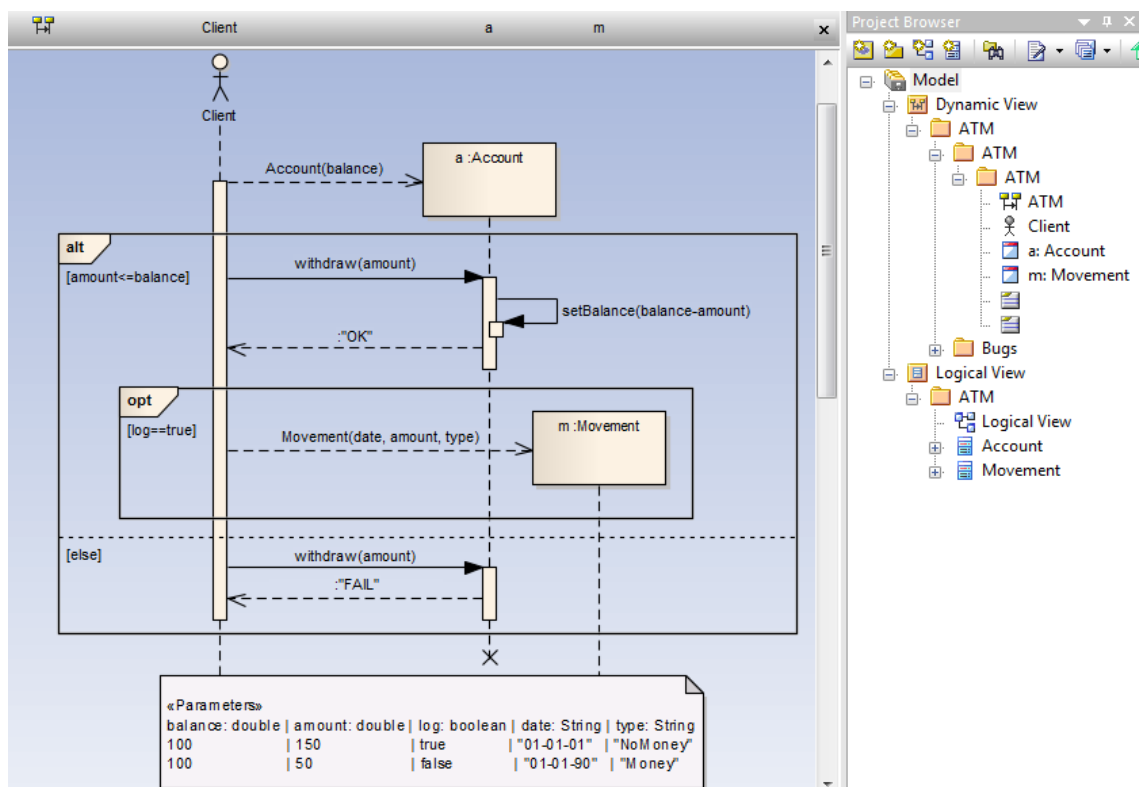 Client a m
Client
Account(balance)
a :Account
alt
[amount<=balance]
withdraw(amount)
setBalance(balance-amount)
:"OK"
opt
[log==true]
Movement(date, amount, type)
m :Movement
[else]
withdraw(amount)
:"FAIL"
«Parameters»
balance: double | amount: double | log: boolean | date: String | type: String
100 | 150 | true | "01-01-01" | "NoMoney"
100 | 50 | false | "01-01-90" | "Money"
Project Browser
Model
Dynamic View
ATM
ATM
ATM
ATM
Client
a: Account
m: Movement
Bugs
Logical View
ATM
Logical View
Account
Movement